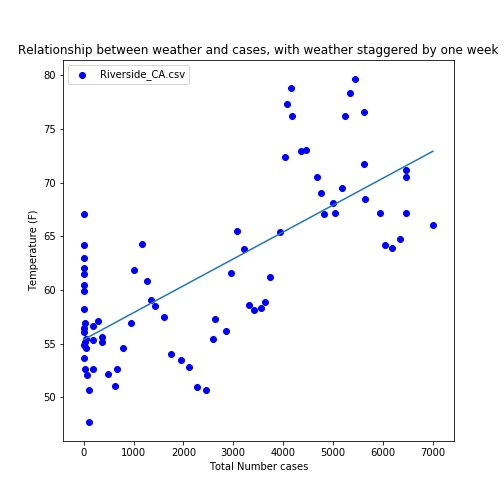 Relationship between weather and cases, with weather staggered by one week
Riverside_CA.csv
80
75
70
65
60
55
50
Temperature (F)
0 1000 2000 3000 4000 5000 6000 7000
Total Number cases